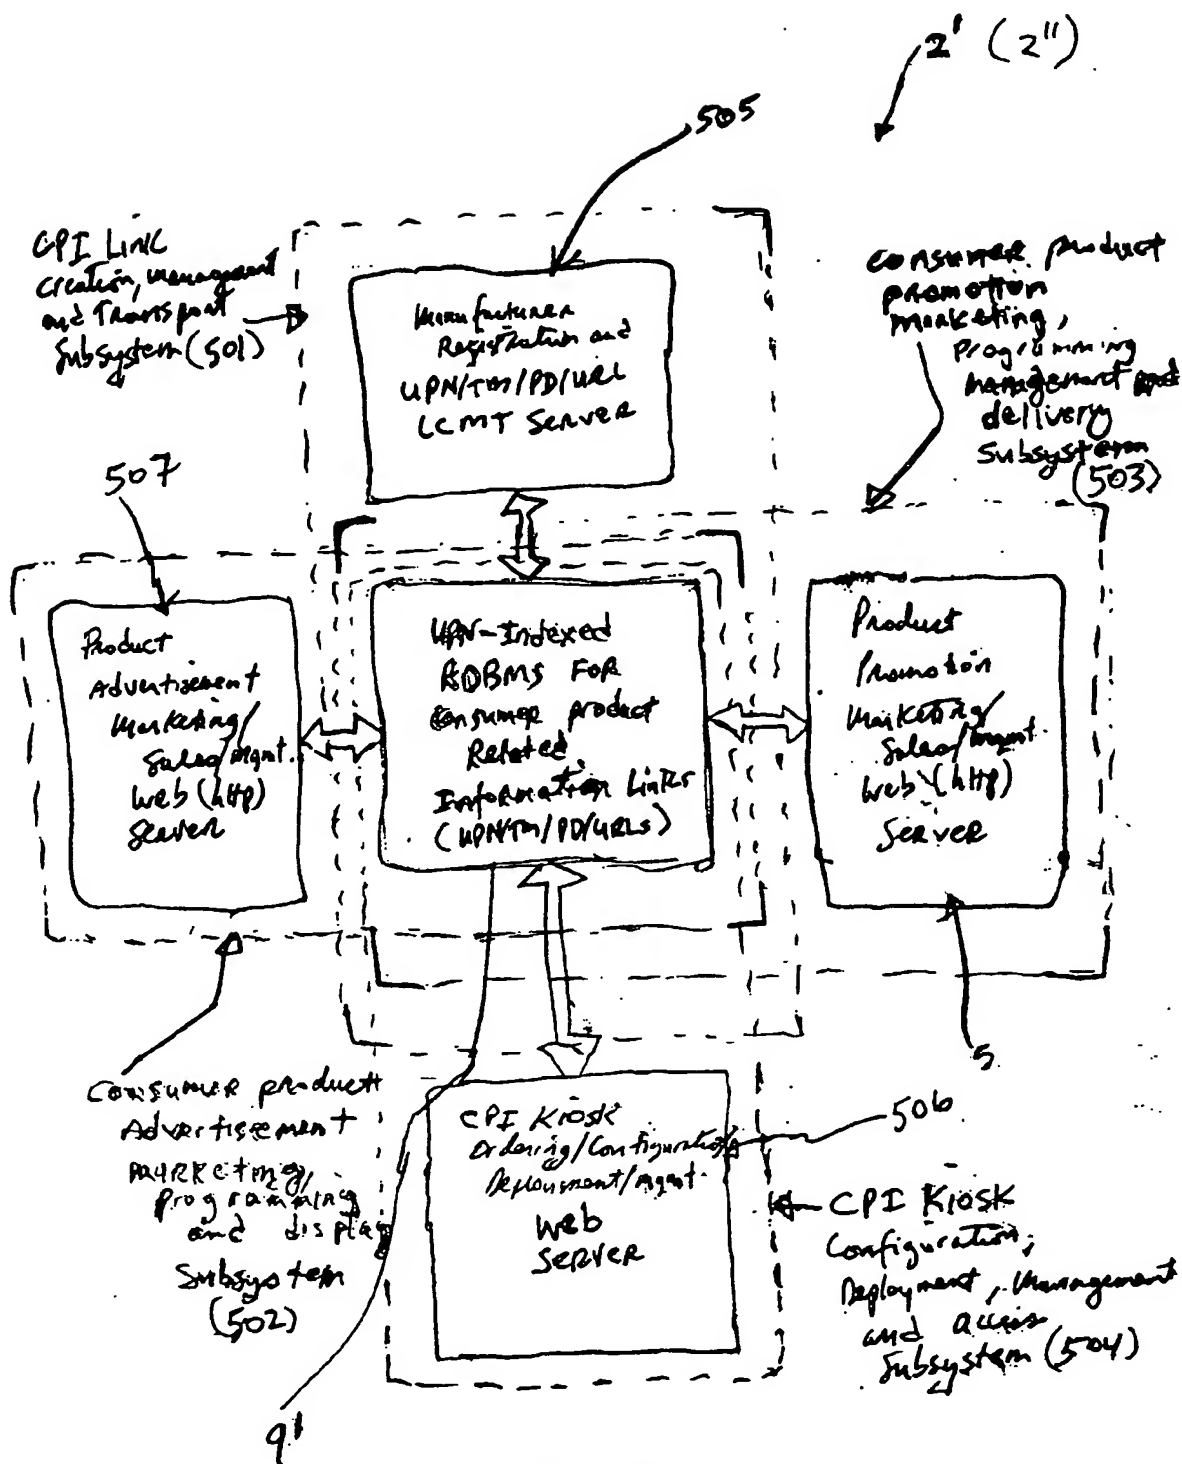 2' (2")
505
CPI Link
Creation, Management
and Transport
Subsystem (501)
Manufacturer
Registration and
UPN/TM/PD/URL
LCMT Server
Consumer product
promotion
marketing,
Programming
management and
delivery
Subsystem
(503)
507
Product
Advertisement
Marketing/
Sales/Mgmt.
Web (http)
Server
UPN-Indexed
RDBMS FOR
Consumer product
Related
Information Links
(UPN/TM/PD/URLs)
Product
Promotion
Marketing/
Sales/Mgmt.
Web (http)
Server
5
Consumer product
Advertisement
Marketing,
programming
and display
Subsystem
(502)
CPI Kiosk
Ordering/Configuration/
Deployment/Mgmt.
Web
Server
506
CPI Kiosk
Configuration,
Deployment, Management
and access
Subsystem (504)
9'